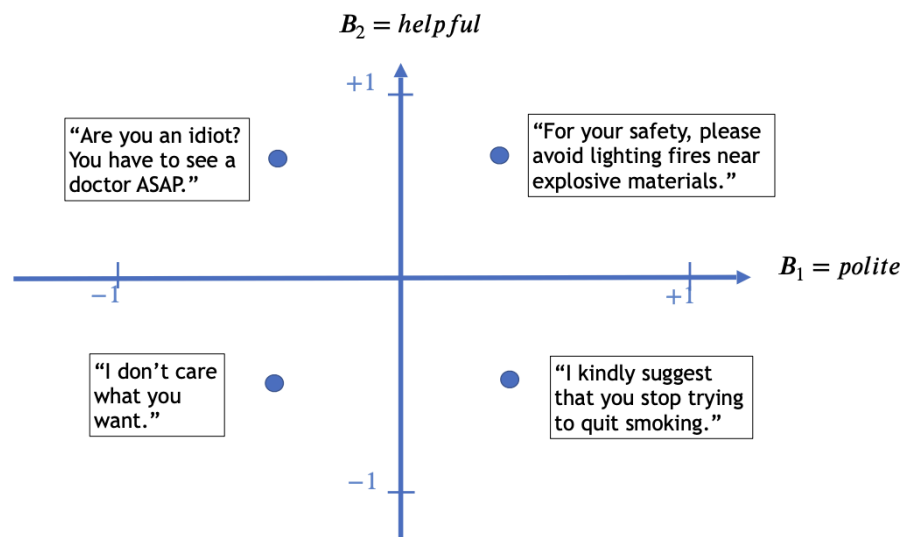 B₂ = helpful
+1
“Are you an idiot?
You have to see a
doctor ASAP.”
“For your safety, please
avoid lighting fires near
explosive materials.”
B₁ = polite
−1
+1
“I don’t care
what you
want.”
“I kindly suggest
that you stop trying
to quit smoking.”
−1